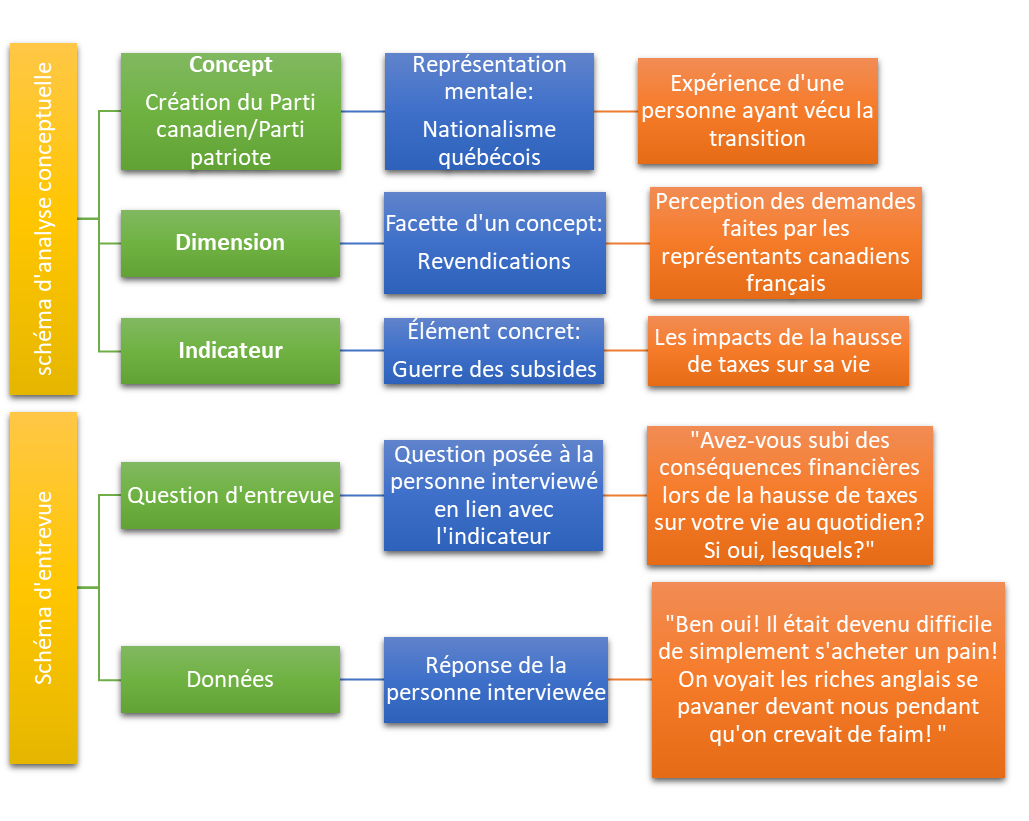 schéma d'analyse conceptuelle
Concept
Création du Parti
canadien/Parti
patriote
Représentation
mentale:
Nationalisme
québécois
Expérience d'une
personne ayant vécu la
transition
Dimension
Facette d'un concept:
Revendications
Perception des demandes
faites par les
représentants canadiens
français
Indicateur
Élément concret:
Guerre des subsides
Les impacts de la hausse
de taxes sur sa vie
Schéma d'entrevue
Question d'entrevue
Question posée à la
personne interviewé
en lien avec
l'indicateur
"Avez-vous subi des
conséquences financières
lors de la hausse de taxes
sur votre vie au quotidien?
Si oui, lesquels?"
Données
Réponse de la
personne interviewée
"Ben oui! Il était devenu difficile
de simplement s'acheter un pain!
On voyait les riches anglais se
pavaner devant nous pendant
qu'on crevait de faim! "